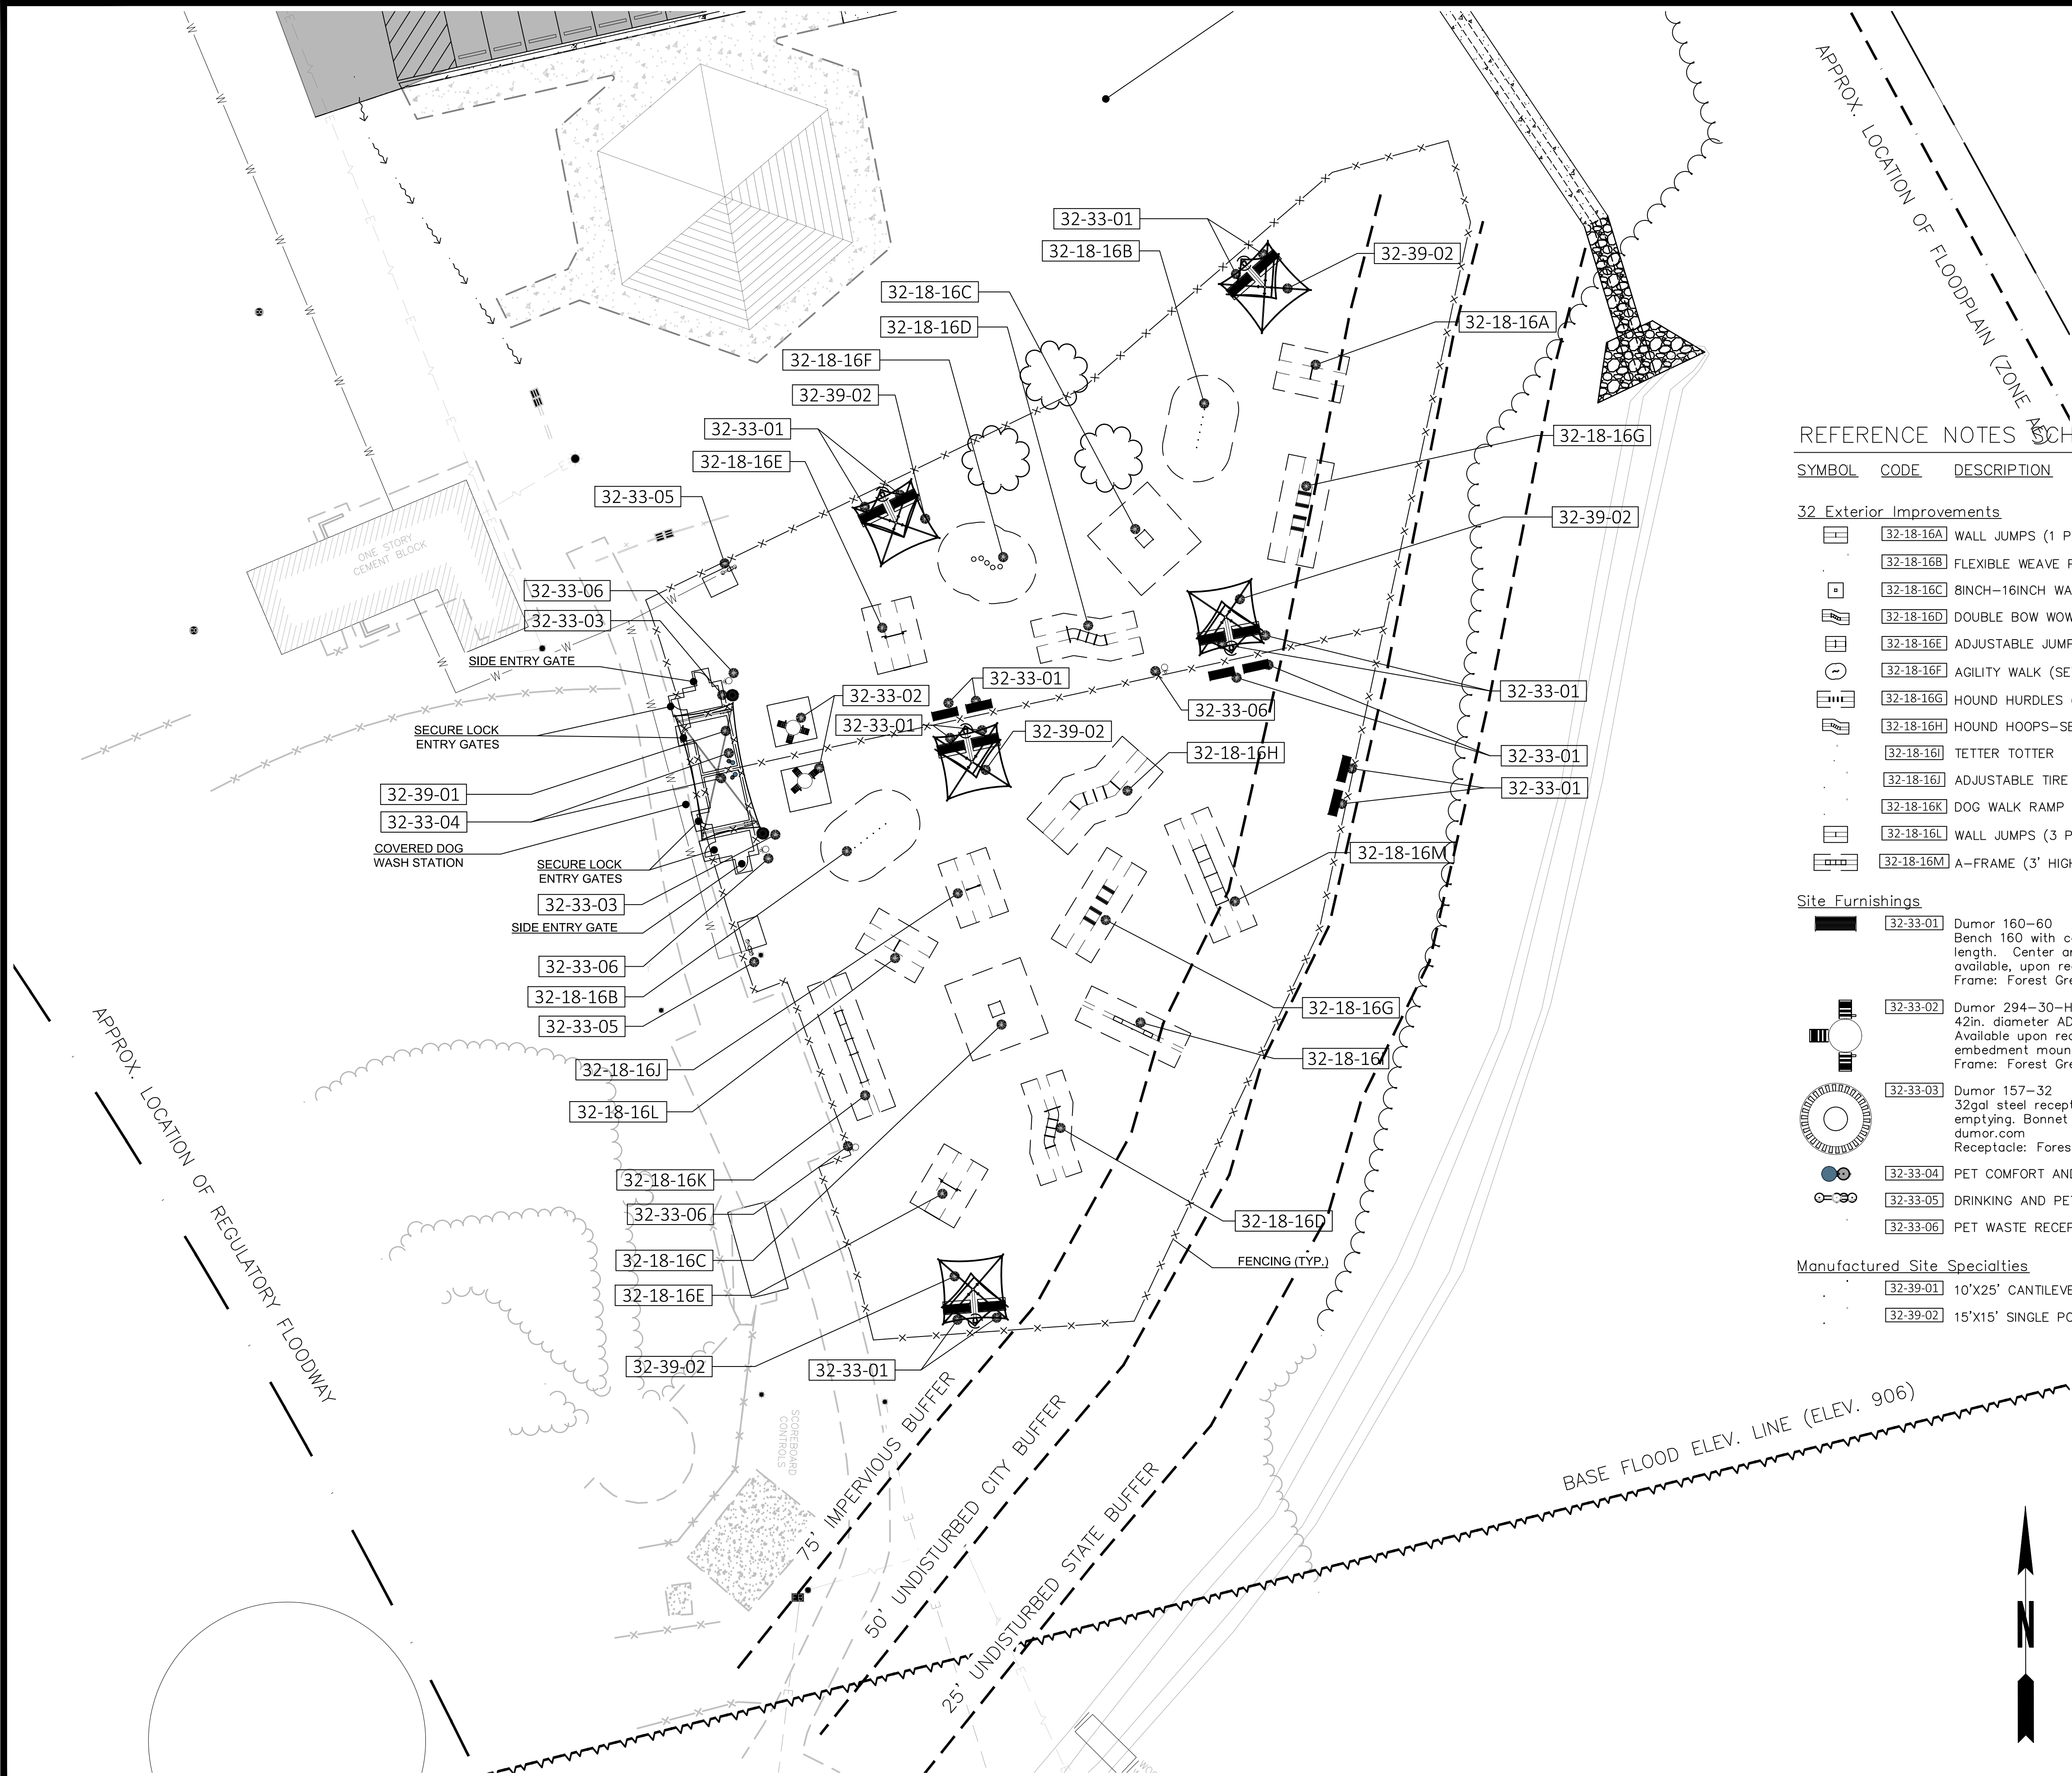 APPROX. LOCATION OF FLOODPLAIN (ZONE AE)
32-33-01
32-18-16B
32-39-02
32-18-16C
32-18-16D
32-18-16A
32-18-16F
32-39-02
32-33-01
32-18-16G
32-18-16E
32-33-05
32-39-02
ONE STORY
CEMENT BLOCK
32-33-06
32-33-03
SIDE ENTRY GATE
32-33-02
32-33-01
32-33-01
32-33-06
SECURE LOCK
ENTRY GATES
32-33-01
32-39-02
32-18-16H
32-33-01
32-39-01
32-33-01
32-33-04
COVERED DOG
WASH STATION
32-18-16M
SECURE LOCK
ENTRY GATES
32-33-03
SIDE ENTRY GATE
32-33-06
32-18-16B
32-18-16G
32-33-05
32-18-16I
32-18-16J
32-18-16L
32-18-16K
32-33-06
32-18-16D
32-18-16C
FENCING (TYP.)
32-18-16E
32-39-02
32-33-01
APPROX. LOCATION OF REGULATORY FLOODWAY
SCOREBOARD
CONTROLS
75' IMPERVIOUS BUFFER
50' UNDISTURBED CITY BUFFER
25' UNDISTURBED STATE BUFFER
BASE FLOOD ELEV. LINE (ELEV. 906)
N
REFERENCE NOTES SCH
SYMBOL CODE DESCRIPTION
32 Exterior Improvements
32-18-16A WALL JUMPS (1 P
32-18-16B FLEXIBLE WEAVE P
32-18-16C 8INCH-16INCH WA
32-18-16D DOUBLE BOW WOW
32-18-16E ADJUSTABLE JUMP
32-18-16F AGILITY WALK (SE
32-18-16G HOUND HURDLES
32-18-16H HOUND HOOPS-SE
32-18-16I TETTER TOTTER
32-18-16J ADJUSTABLE TIRE
32-18-16K DOG WALK RAMP
32-18-16L WALL JUMPS (3 P
32-18-16M A-FRAME (3' HIGH
Site Furnishings
32-33-01 Dumor 160-60
Bench 160 with c
length. Center ar
available, upon re
Frame: Forest Gre
32-33-02 Dumor 294-30-H
42in. diameter AD
Available upon rec
embedment moun
Frame: Forest Gre
32-33-03 Dumor 157-32
32gal steel recept
emptying. Bonnet
dumor.com
Receptacle: Fores
32-33-04 PET COMFORT AND
32-33-05 DRINKING AND PE
32-33-06 PET WASTE RECEP
Manufactured Site Specialties
32-39-01 10'X25' CANTILEVE
32-39-02 15'X15' SINGLE PO